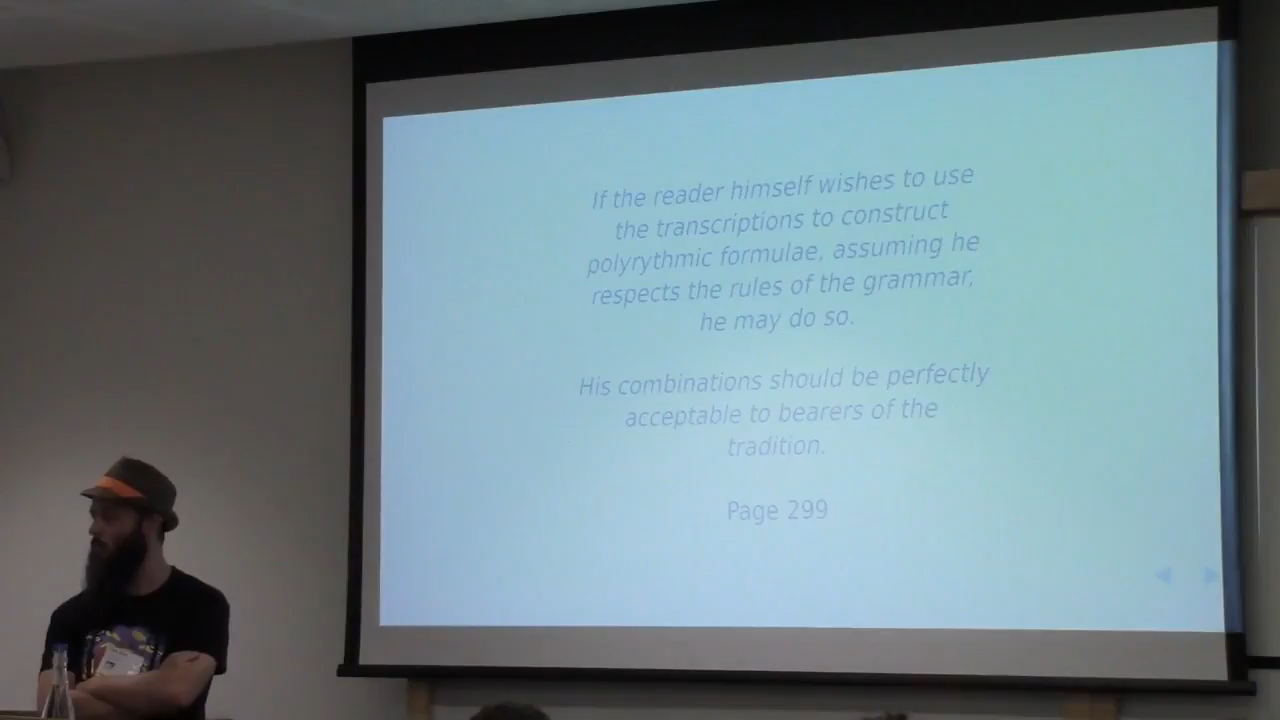 If the reader himself wishes to use
the transcriptions to construct
polyrythmic formulae, assuming he
respects the rules of the grammar,
he may do so.
His combinations should be perfectly
acceptable to bearers of the
tradition.
Page 299